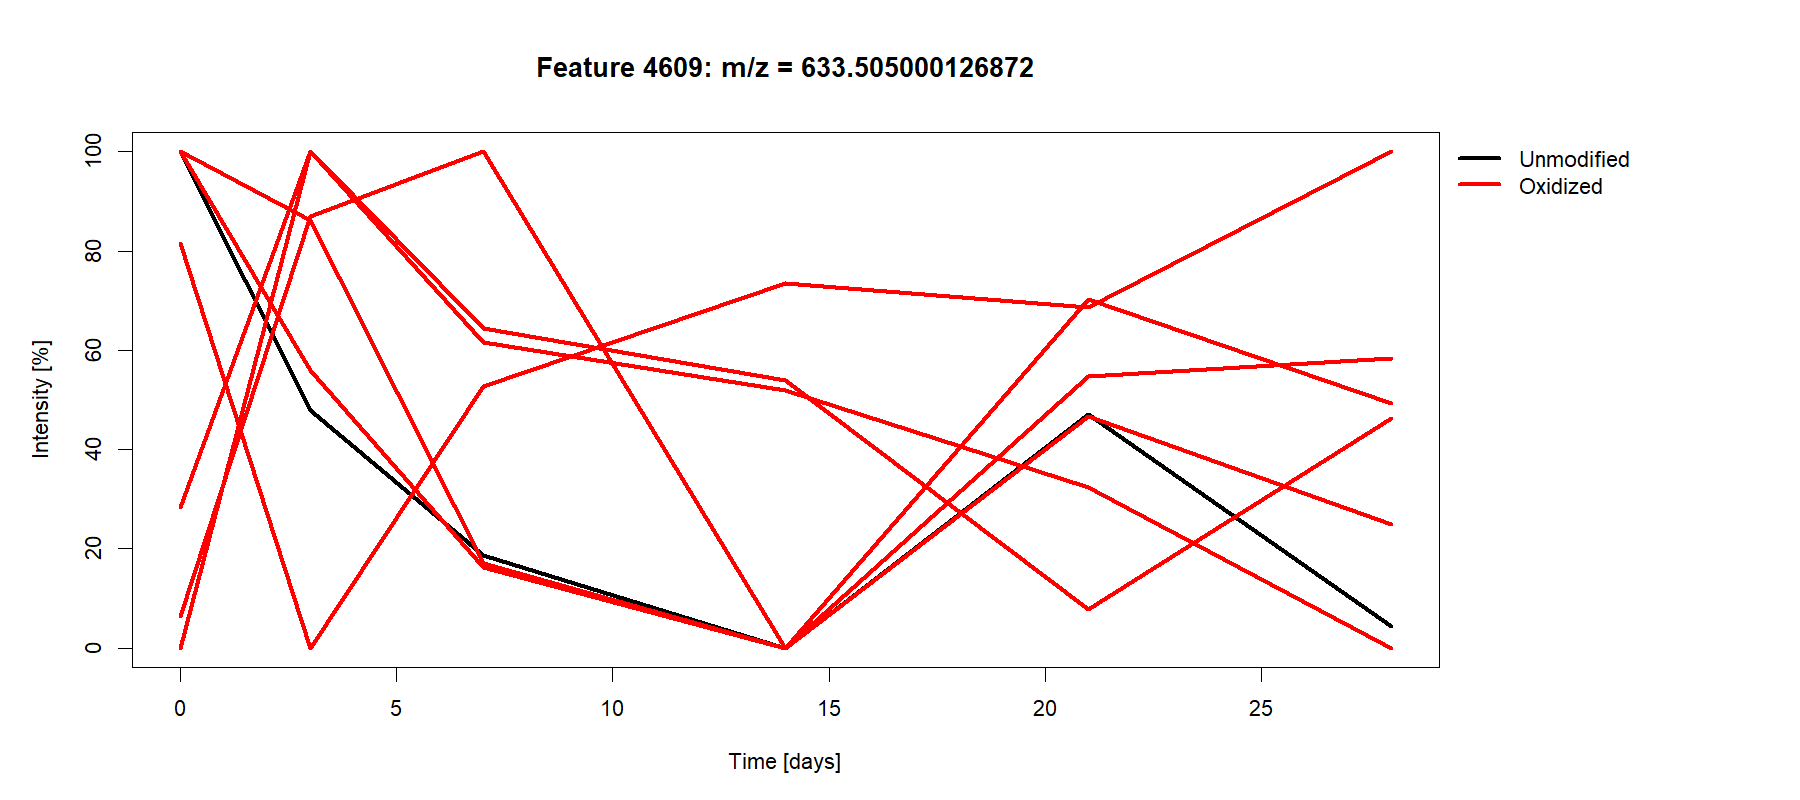 Feature 4609: m/z = 633.505000126872
Unmodified
Oxidized
Intensity [%]
100
80
60
40
20
0
0 5 10 15 20 25
Time [days]